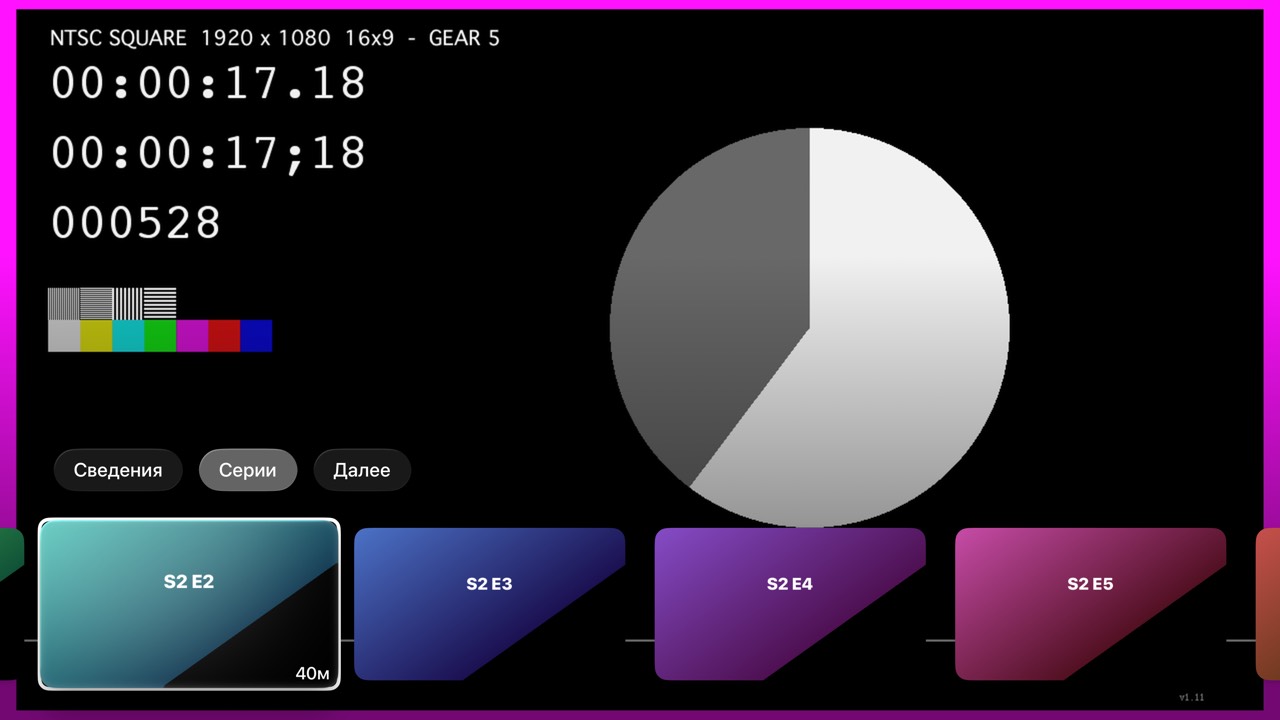 NTSC SQUARE 1920 x 1080 16x9 - GEAR 5
00:00:17.18
00:00:17;18
000528
Сведения Серии Далее
S2 E2 S2 E3 S2 E4 S2 E5
40м
v1.11